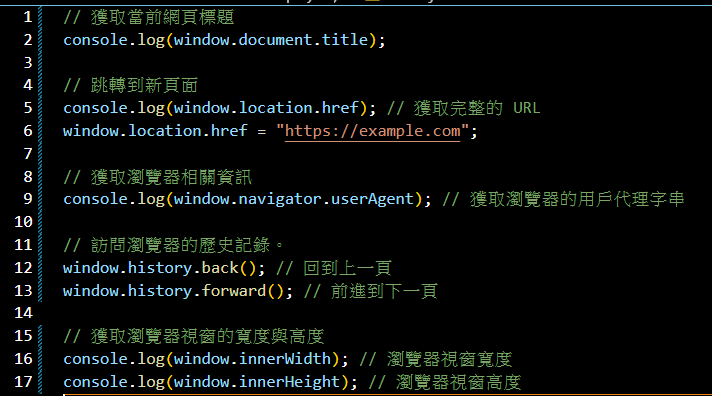 1 // 獲取當前網頁標題
2 console.log(window.document.title);
3
4 // 跳轉到新頁面
5 console.log(window.location.href); // 獲取完整的 URL
6 window.location.href = "https://example.com";
7
8 // 獲取瀏覽器相關資訊
9 console.log(window.navigator.userAgent); // 獲取瀏覽器的用戶代理字串
10
11 // 訪問瀏覽器的歷史記錄。
12 window.history.back(); // 回到上一頁
13 window.history.forward(); // 前進到下一頁
14
15 // 獲取瀏覽器視窗的寬度與高度
16 console.log(window.innerWidth); // 瀏覽器視窗寬度
17 console.log(window.innerHeight); // 瀏覽器視窗高度